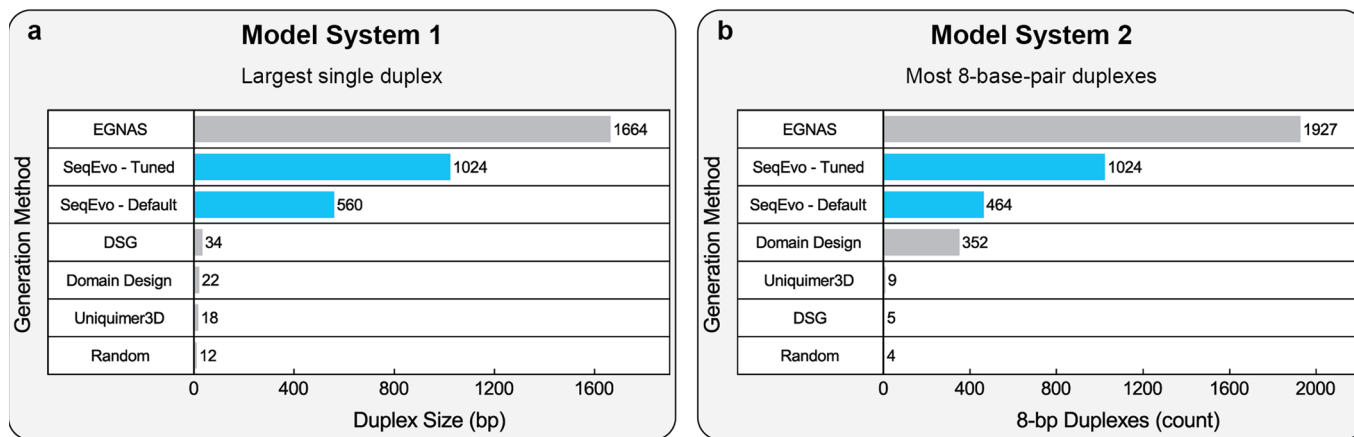 a
Model System 1
Largest single duplex
Generation Method
EGNAS 1664
SeqEvo - Tuned 1024
SeqEvo - Default 560
DSG 34
Domain Design 22
Uniquimer3D 18
Random 12
0 400 800 1200 1600
Duplex Size (bp)
b
Model System 2
Most 8-base-pair duplexes
Generation Method
EGNAS 1927
SeqEvo - Tuned 1024
SeqEvo - Default 464
Domain Design 352
Uniquimer3D 9
DSG 5
Random 4
0 400 800 1200 1600 2000
8-bp Duplexes (count)